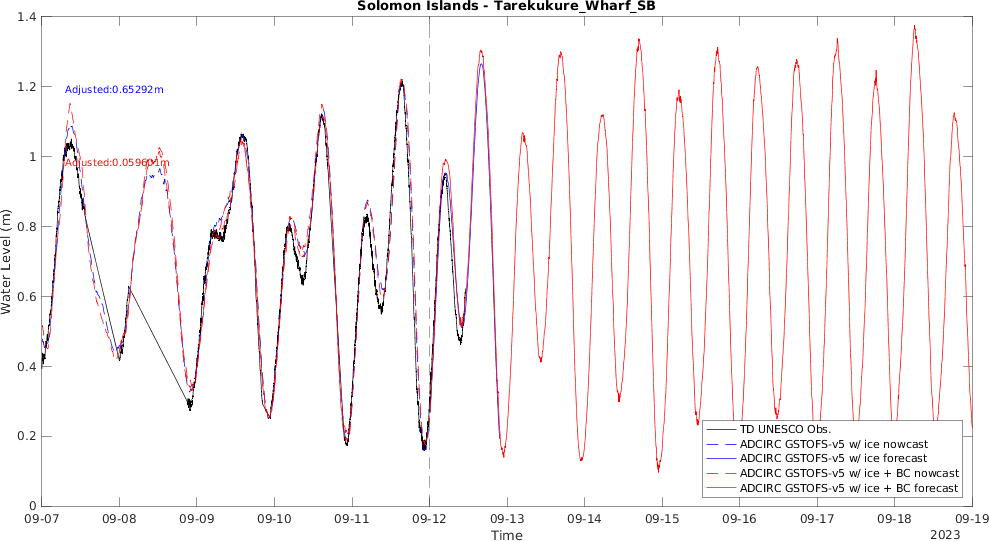 Solomon Islands - Tarekukure_Wharf_SB
1.4
1.2
1
0.8
0.6
0.4
0.2
0
Water Level (m)
Adjusted:0.65292m
Adjusted:0.059601m
TD UNESCO Obs.
ADCIRC GSTOFS-v5 w/ ice nowcast
ADCIRC GSTOFS-v5 w/ ice forecast
ADCIRC GSTOFS-v5 w/ ice + BC nowcast
ADCIRC GSTOFS-v5 w/ ice + BC forecast
09-07 09-08 09-09 09-10 09-11 09-12 09-13 09-14 09-15 09-16 09-17 09-18 09-19
Time
2023